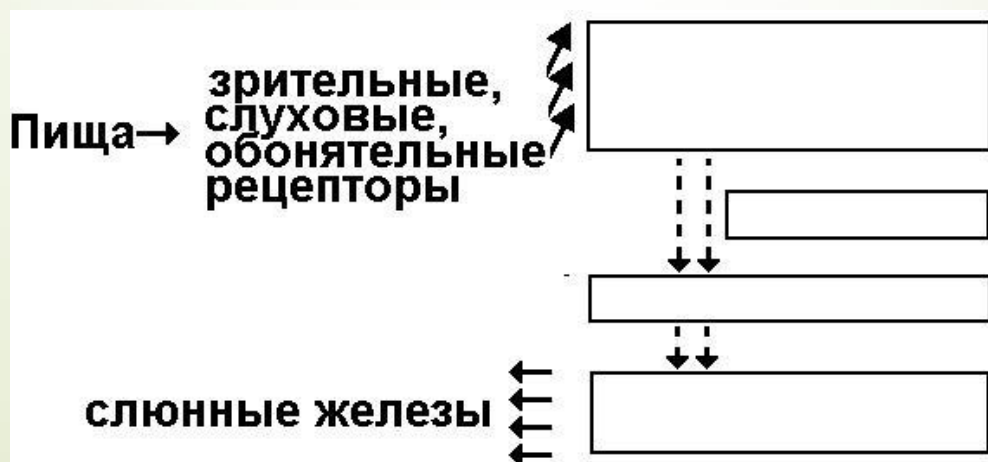 Пища→
зрительные,
слуховые,
обонятельные
рецепторы
слюнные железы